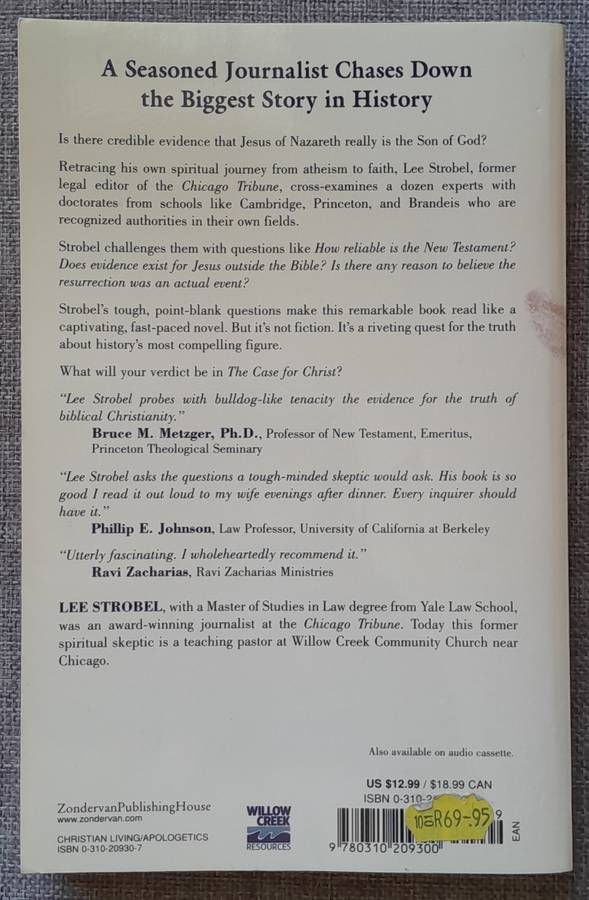 A Seasoned Journalist Chases Down
the Biggest Story in History
Is there credible evidence that Jesus of Nazareth really is the Son of God?
Retracing his own spiritual journey from atheism to faith, Lee Strobel, former
legal editor of the Chicago Tribune, cross-examines a dozen experts with
doctorates from schools like Cambridge, Princeton, and Brandeis who are
recognized authorities in their own fields.
Strobel challenges them with questions like How reliable is the New Testament?
Does evidence exist for Jesus outside the Bible? Is there any reason to believe the
resurrection was an actual event?
Strobel's tough, point-blank questions make this remarkable book read like a
captivating, fast-paced novel. But it's not fiction. It's a riveting quest for the truth
about history's most compelling figure.
What will your verdict be in The Case for Christ?
"Lee Strobel probes with bulldog-like tenacity the evidence for the truth of
biblical Christianity."
Bruce M. Metzger, Ph.D., Professor of New Testament, Emeritus,
Princeton Theological Seminary
"Lee Strobel asks the questions a tough-minded skeptic would ask. His book is so
good I read it out loud to my wife evenings after dinner. Every inquirer should
have it."
Phillip E. Johnson, Law Professor, University of California at Berkeley
"Utterly fascinating. I wholeheartedly recommend it."
Ravi Zacharias, Ravi Zacharias Ministries
LEE STROBEL, with a Master of Studies in Law degree from Yale Law School,
was an award-winning journalist at the Chicago Tribune. Today this former
spiritual skeptic is a teaching pastor at Willow Creek Community Church near
Chicago.
Also available on audio cassette.
US $12.99 / $18.99 CAN
ISBN 0-310-2
R69-95
9 780310 209300
EAN
ZondervanPublishingHouse
www.zondervan.com
CHRISTIAN LIVING/APOLOGETICS
ISBN 0-310-20930-7
WILLOW
CREEK
RESOURCES